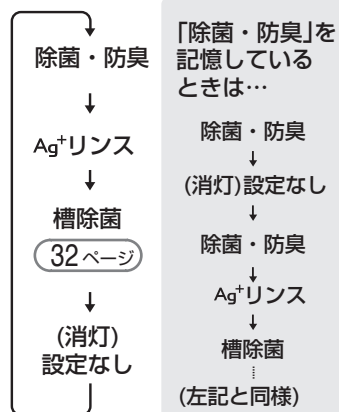 除菌・防臭
↓
Ag⁺リンス
↓
槽除菌
32ページ
↓
(消灯)
設定なし
「除菌・防臭」を
記憶している
ときは…
除菌・防臭
↓
(消灯)設定なし
↓
除菌・防臭
↓
Ag⁺リンス
↓
槽除菌
(左記と同様)